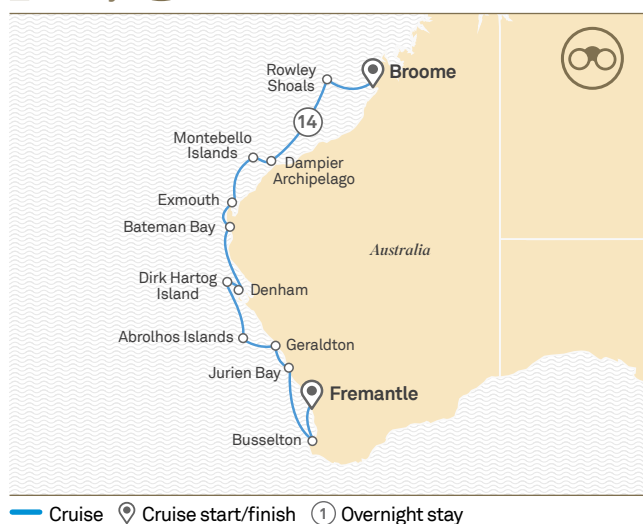 Rowley
Shoals
Broome
14
Montebello
Islands
Dampier
Archipelago
Exmouth
Bateman Bay
Australia
Dirk Hartog
Island
Denham
Abrolhos Islands
Geraldton
Jurien Bay
Fremantle
Busselton
Cruise Cruise start/finish 1 Overnight stay